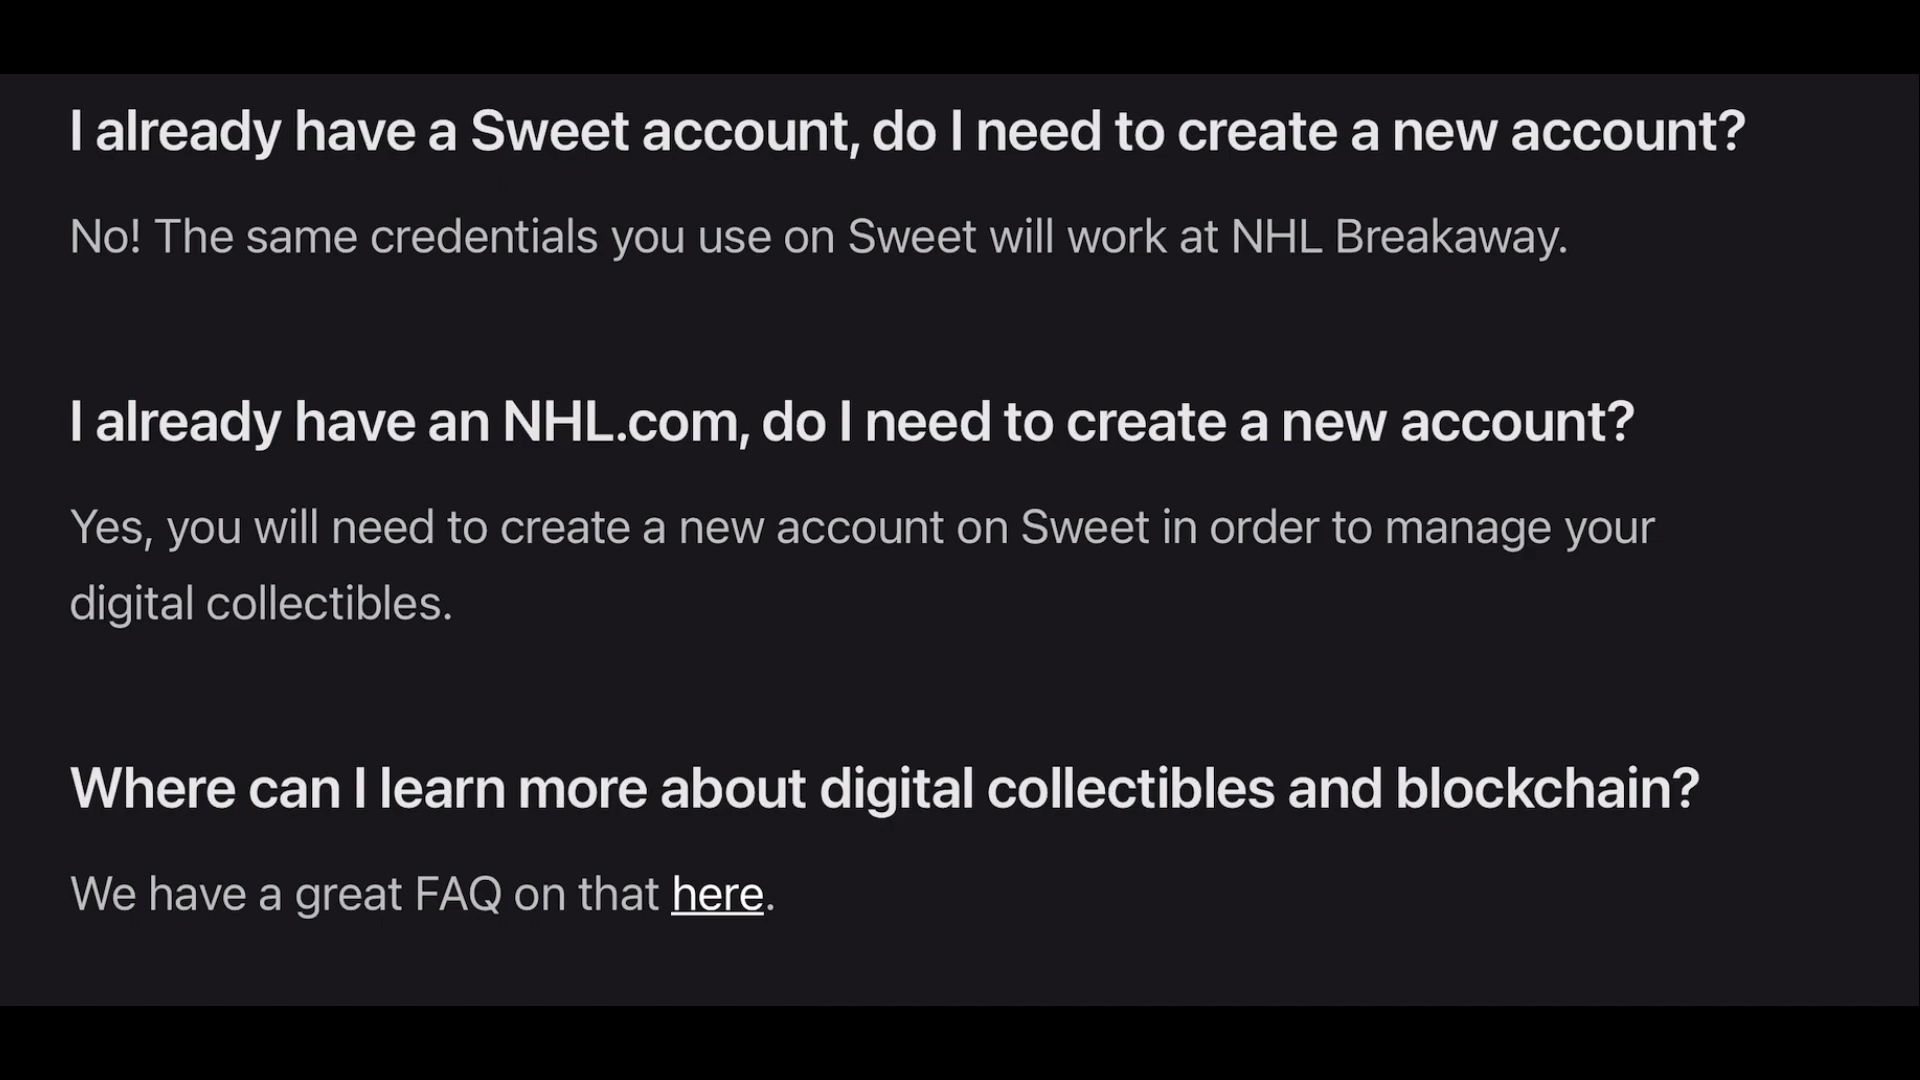 I already have a Sweet account, do I need to create a new account?
No! The same credentials you use on Sweet will work at NHL Breakaway.
I already have an NHL.com, do I need to create a new account?
Yes, you will need to create a new account on Sweet in order to manage your
digital collectibles.
Where can I learn more about digital collectibles and blockchain?
We have a great FAQ on that here.